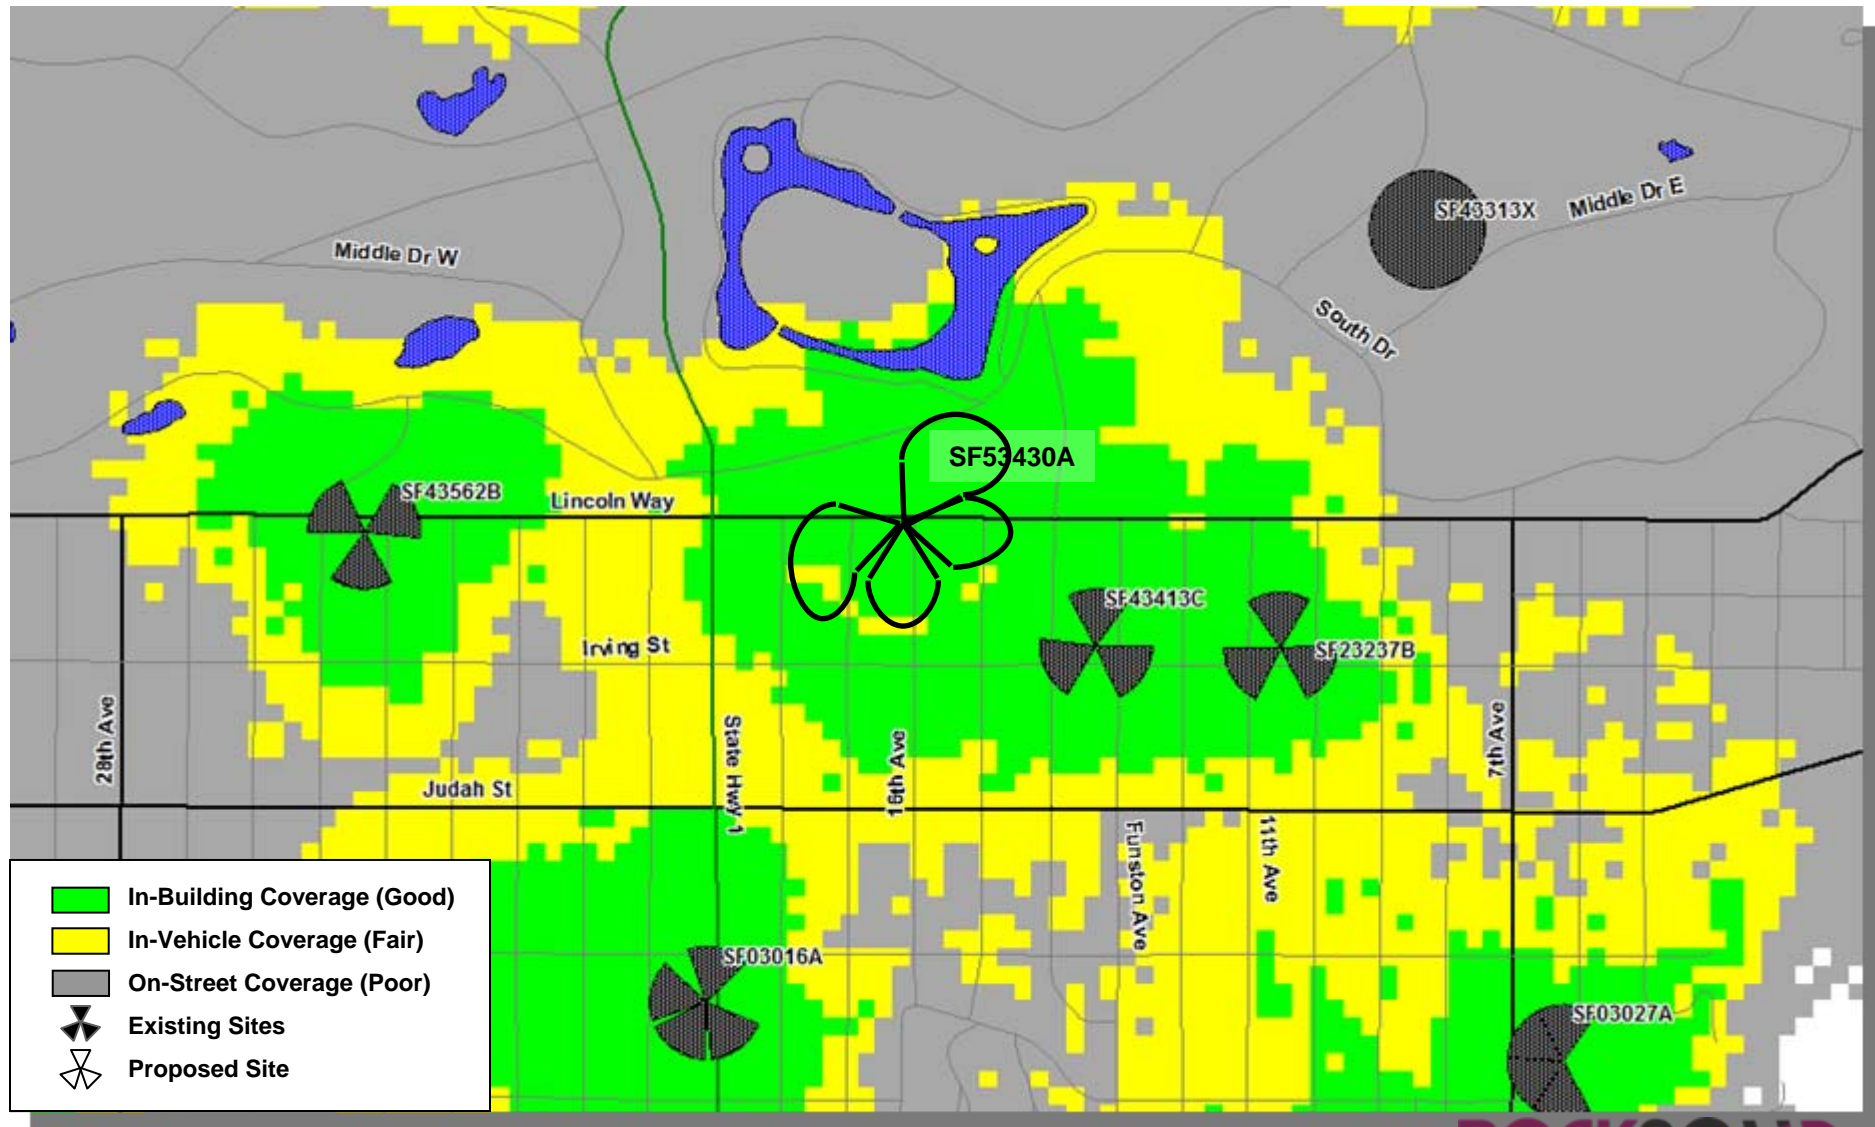 SF43313X
Middle Dr E
Middle Dr W
South Dr
SF53430A
SF43562B
Lincoln Way
SF43413C
Irving St
SF23237B
28th Ave
State Hwy 1
16th Ave
7th Ave
Judah St
Funston Ave
11th Ave
In-Building Coverage (Good)
In-Vehicle Coverage (Fair)
On-Street Coverage (Poor)
Existing Sites
Proposed Site
SF03016A
SF03027A